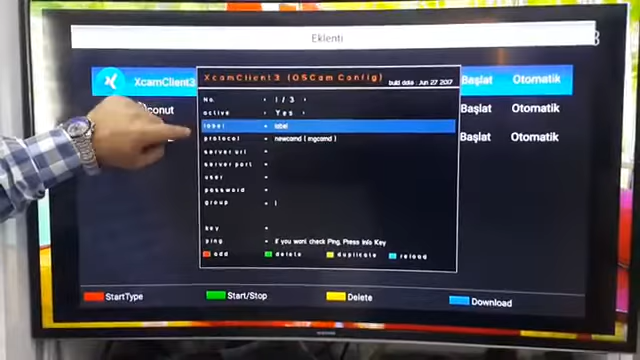 Eklenti
XcamClient3
Başlat Otomatik
conut
Başlat Otomatik
Başlat Otomatik
XcamClient3 (OSCam Config)
build date : Jun 27 2017
No. ‹ 1 / 3 ›
active ‹ Yes ›
label • label
protocol • newcamd ( mgcamd )
server url •
server port •
user •
password •
group • 1
key •
ping • if you want check Ping, Press Info Key
add delete duplicate reload
StartType Start/Stop Delete Download